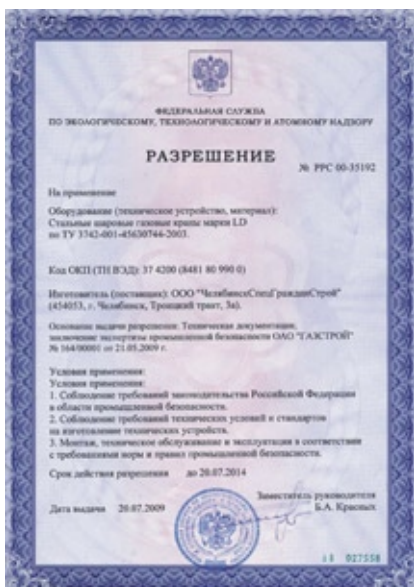 ФЕДЕРАЛЬНАЯ СЛУЖБА
ПО ЭКОЛОГИЧЕСКОМУ, ТЕХНОЛОГИЧЕСКОМУ И АТОМНОМУ НАДЗОРУ
РАЗРЕШЕНИЕ
№ РРС 00-35192
На применение
Оборудование (техническое устройство, материал):
Стальные шаровые газовые краны марки LD
по ТУ 3742-001-45630744-2003.
Код ОКП (ТН ВЭД): 37 4200 (8481 80 990 0)
Изготовитель (поставщик): ООО "ЧелябинскСпецГражданСтрой"
(454053, г. Челябинск, Троицкий тракт, 3а).
Основание выдачи разрешения: Техническая документация;
заключение экспертизы промышленной безопасности ОАО "ГАЗСТРОЙ"
№ 164/00001 от 21.05.2009 г.
Условия применения:
Условия применения:
1. Соблюдение требований законодательства Российской Федерации
в области промышленной безопасности.
2. Соблюдение требований технических условий и стандартов
на изготовление технических устройств.
3. Монтаж, техническое обслуживание и эксплуатация в соответствии
с требованиями норм и правил промышленной безопасности.
Срок действия разрешения до 20.07.2014
Дата выдачи 20.07.2009
Заместитель руководителя
Б.А. Красных
027558